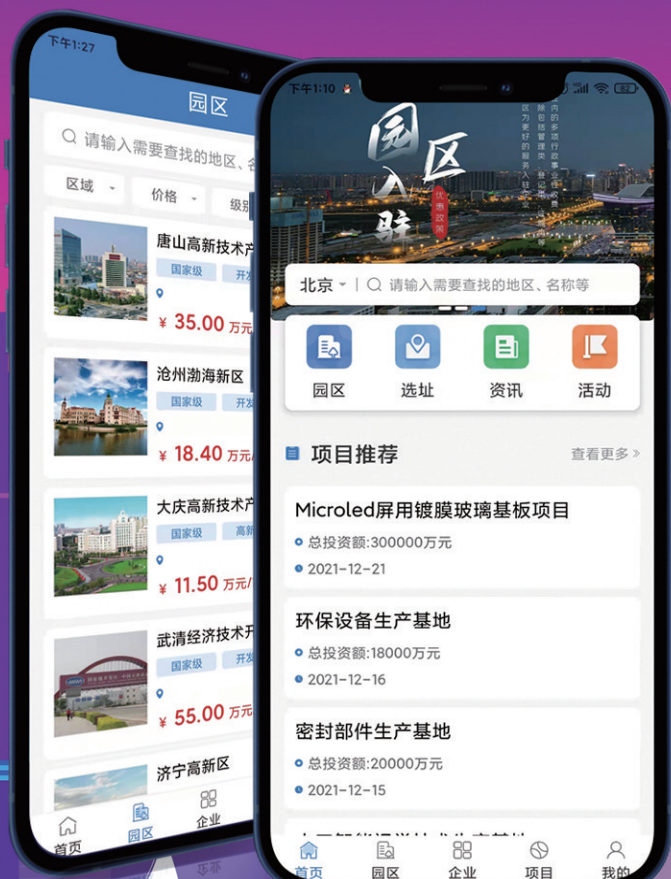 下午1:27
园区
请输入需要查找的地区、名
区域
价格
级别
唐山高新技术产
国家级
开发
¥ 35.00 万元
沧州渤海新区
国家级
开发
¥ 18.40 万元/
大庆高新技术产
国家级
高新
¥ 11.50 万元/
武清经济技术开
国家级
开发
¥ 55.00 万元
济宁高新区
首页
园区
企业
下午1:10
82
园区
入驻
优惠政策
北京
请输入需要查找的地区、名称等
园区
选址
资讯
活动
项目推荐
查看更多»
Microled屏用镀膜玻璃基板项目
总投资额:300000万元
2021-12-21
环保设备生产基地
总投资额:18000万元
2021-12-16
密封部件生产基地
总投资额:20000万元
2021-12-15
首页
园区
企业
项目
我的